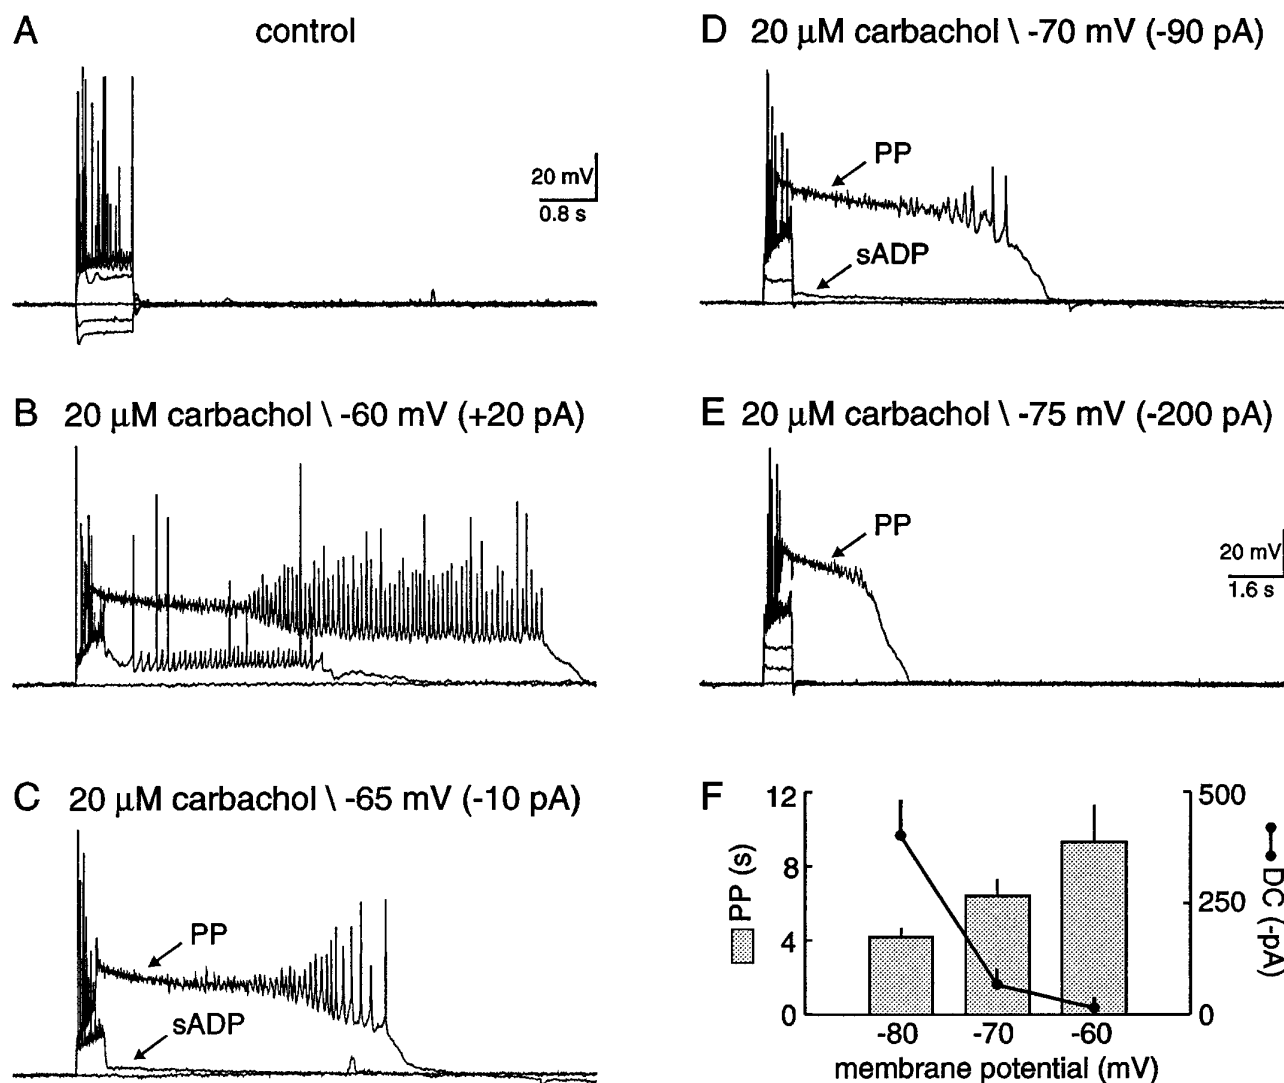 A control
20 mV
0.8 s
B 20 μM carbachol \ -60 mV (+20 pA)
C 20 μM carbachol \ -65 mV (-10 pA)
PP
sADP
D 20 μM carbachol \ -70 mV (-90 pA)
PP
sADP
E 20 μM carbachol \ -75 mV (-200 pA)
PP
20 mV
1.6 s
F
PP (s)
12
8
4
0
500
250
0
DC (-pA)
-80 -70 -60
membrane potential (mV)